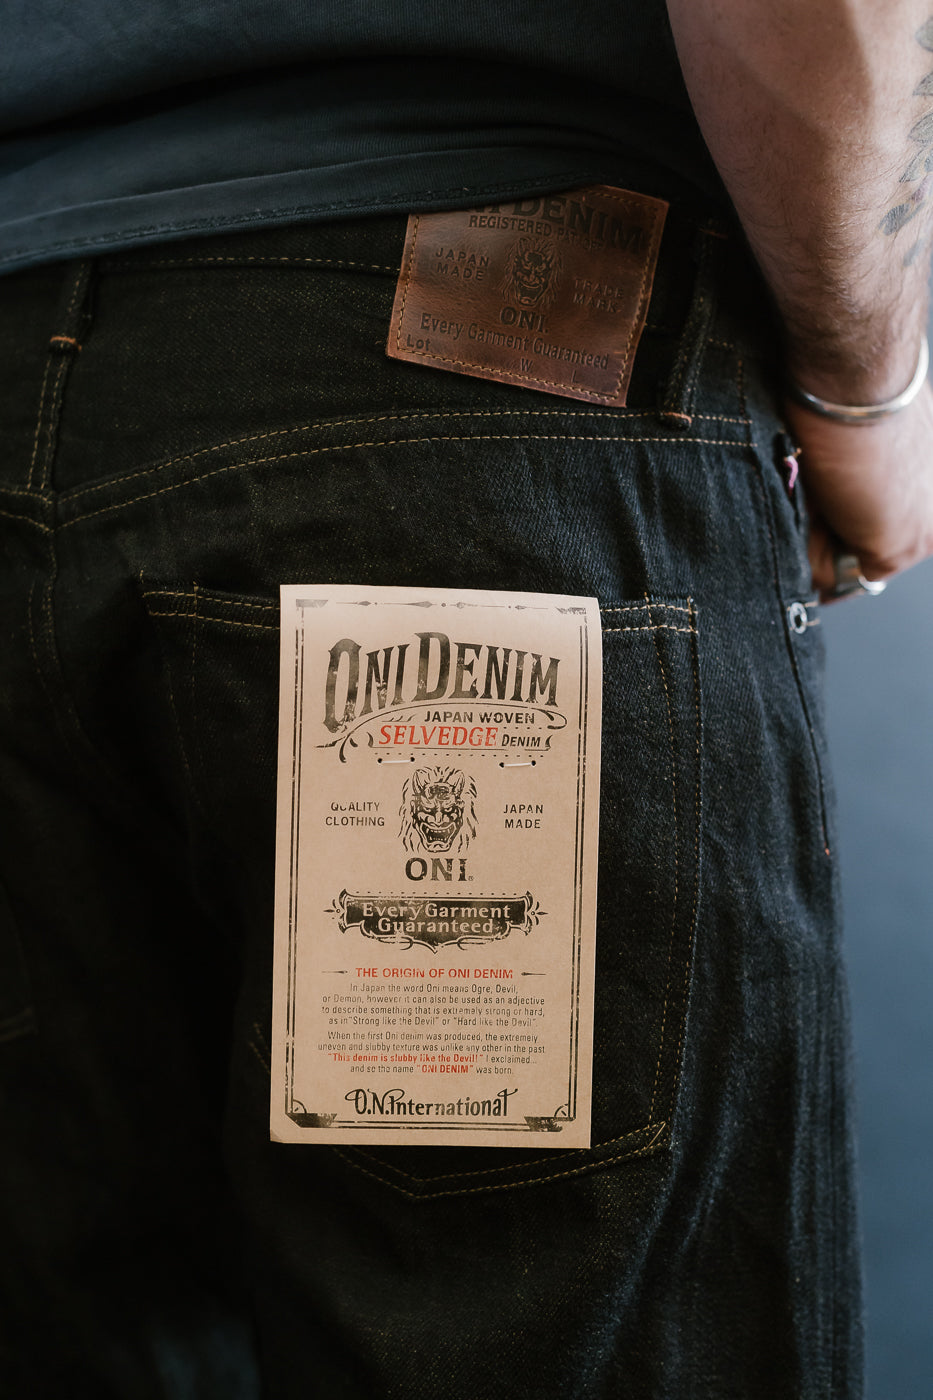 NI DENIM
REGISTERED PAT
JAPAN
MADE
TRADE
MARK
ONI
Every Garment Guaranteed
Lot W L
ONI DENIM
JAPAN WOVEN
SELVEDGE DENIM
QUALITY
CLOTHING
JAPAN
MADE
ONI®
Every Garment
Guaranteed
THE ORIGIN OF ONI DENIM
In Japan the word Oni means Ogre, Devil,
or Demon, however it can also be used as an adjective
to describe something that is extremely strong or hard,
as in "Strong like the Devil" or "Hard like the Devil".
When the first Oni denim was produced, the extremely
uneven and slubby texture was unlike any other in the past
"This denim is slubby like the Devil!" I exclaimed...
and so the name "ONI DENIM" was born.
O.N.International